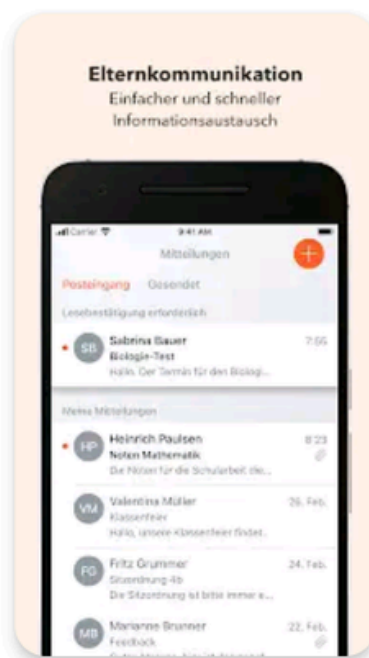 Elternkommunikation
Einfacher und schneller
Informationsaustausch
Carrier 9:41 AM
Mitteilungen
Posteingang Gesendet
Lesebestätigung erforderlich
SB Sabrina Bauer 7:55
Biologie-Test
Hallo, Der Termin für den Biologi...
Meine Mitteilungen
HP Heinrich Paulsen 8:23
Noten Mathematik
Die Noten für die Schularbeit die...
VM Valentina Müller 26. Feb.
Klassenfeier
Hallo, unsere Klassenfeier findet.
FG Fritz Grummer 24. Feb.
Sitzordnung 4b
Die Sitzordnung ist bitte immer e...
MB Marianne Brunner 22. Feb.
Feedback